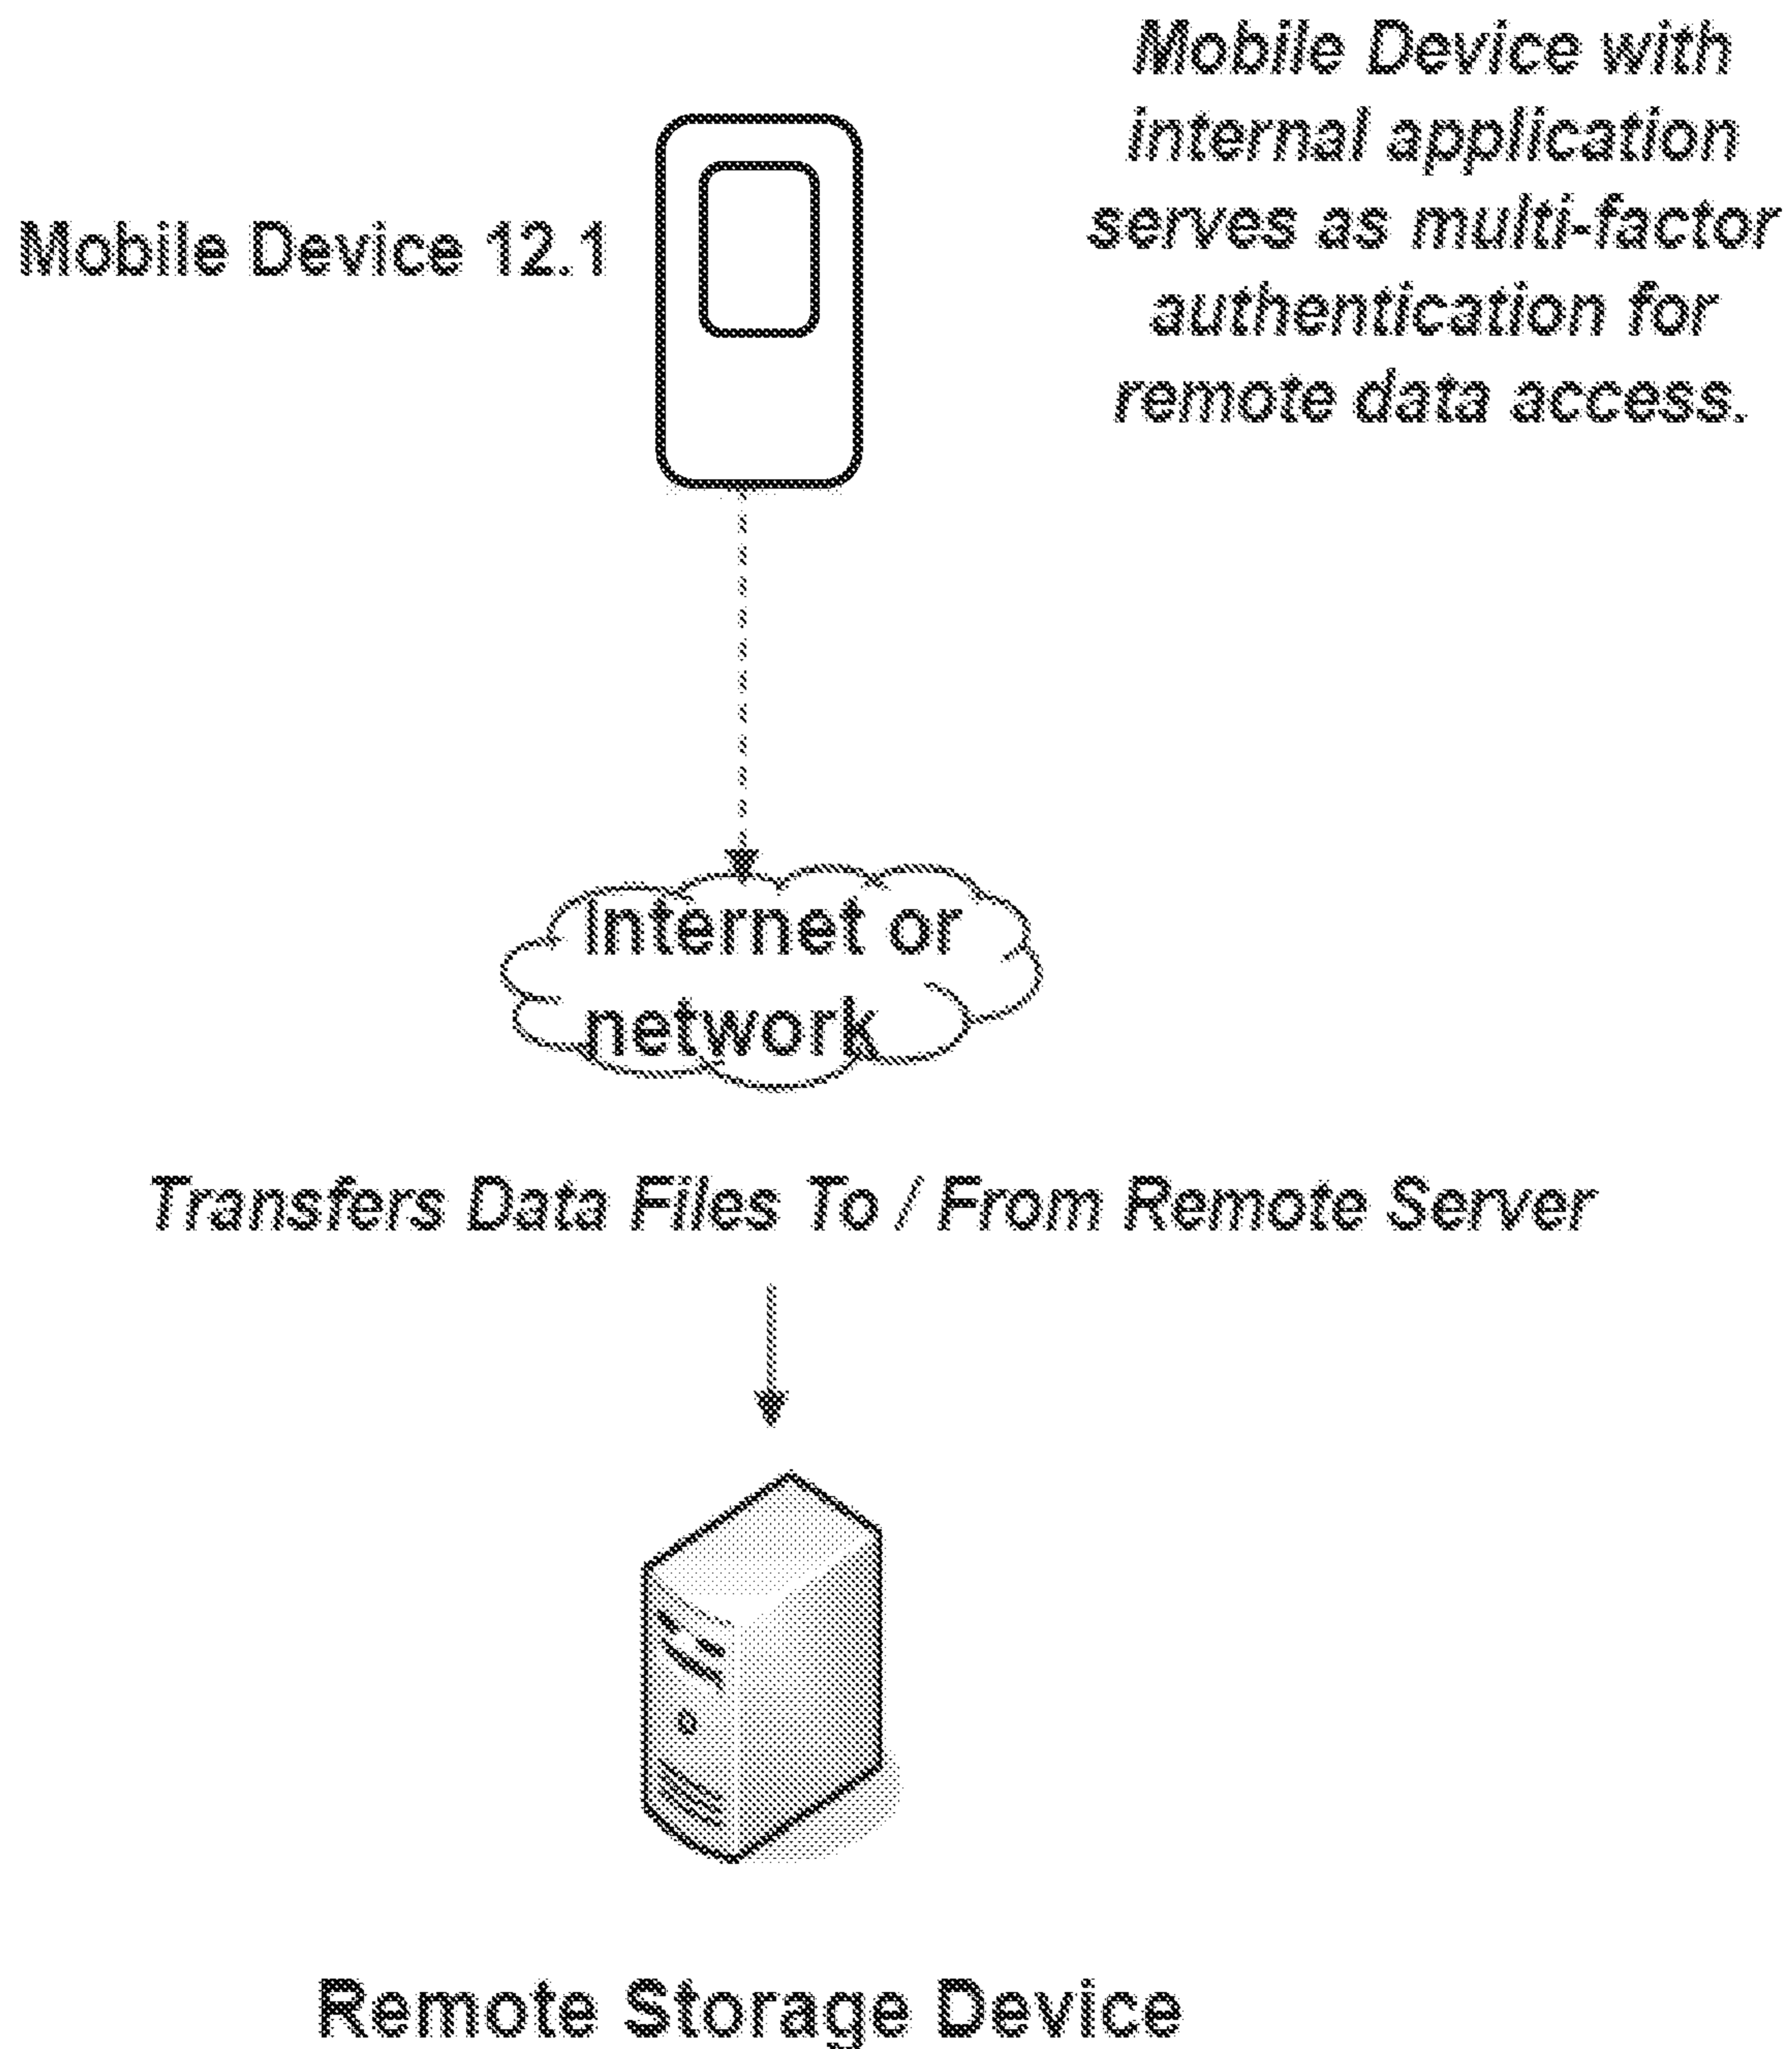 Mobile Device with
internal application
serves as multi-factor
authentication for
remote data access.
Mobile Device 12.1
Internet or
network
Transfers Data Files To / From Remote Server
Remote Storage Device